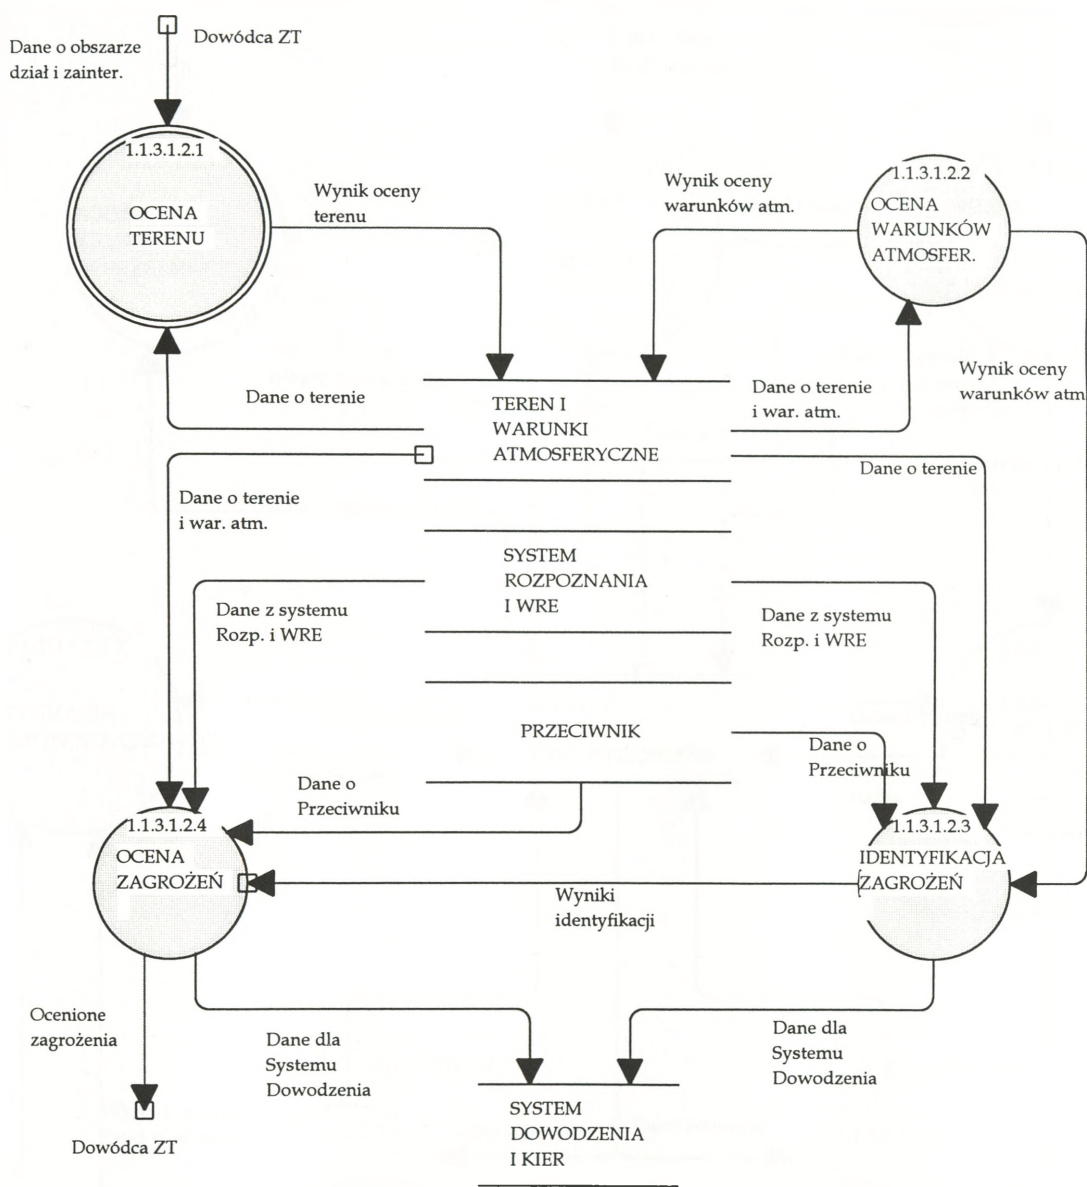 Dane o obszarze
dział i zainter.
Dowódca ZT
1.1.3.1.2.1
OCENA
TERENU
Wynik oceny
terenu
Wynik oceny
warunków atm.
1.1.3.1.2.2
OCENA
WARUNKÓW
ATMOSFER.
Dane o terenie
TEREN I
WARUNKI
ATMOSFERYCZNE
Dane o terenie
i war. atm.
Wynik oceny
warunków atm
Dane o terenie
Dane o terenie
i war. atm.
SYSTEM
ROZPOZNANIA
I WRE
Dane z systemu
Rozp. i WRE
Dane z systemu
Rozp. i WRE
PRZECIWNIK
Dane o
Przeciwniku
Dane o
Przeciwniku
1.1.3.1.2.4
OCENA
ZAGROŻEŃ
1.1.3.1.2.3
IDENTYFIKACJA
ZAGROŻEŃ
Wyniki
identyfikacji
Ocenione
zagrożenia
Dane dla
Systemu
Dowodzenia
Dane dla
Systemu
Dowodzenia
Dowódca ZT
SYSTEM
DOWODZENIA
I KIER